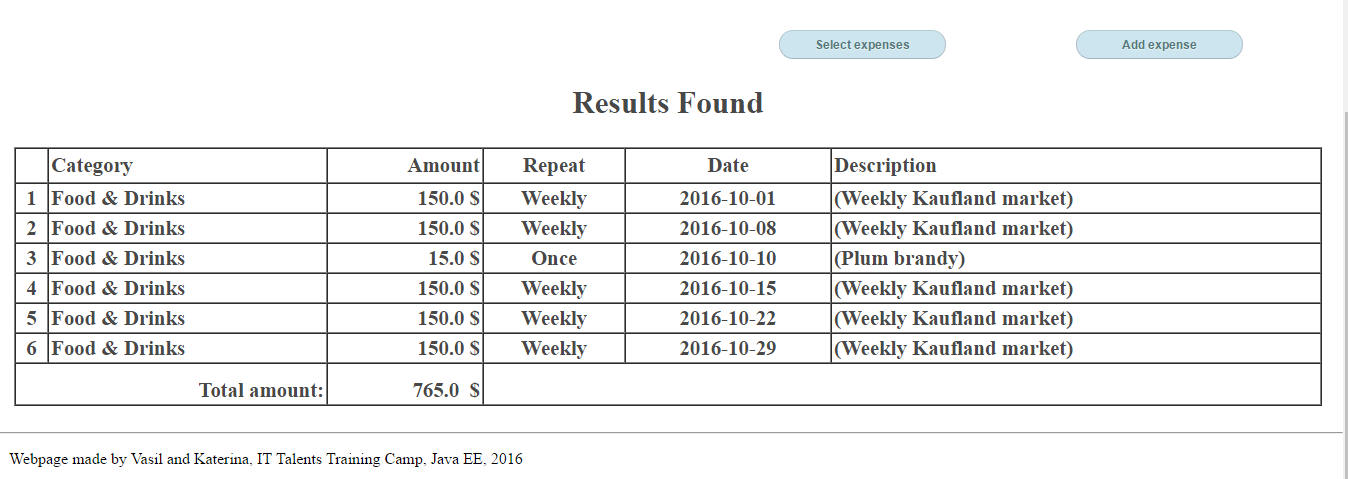 Select expenses Add expense
Results Found
Category Amount Repeat Date Description
1 Food & Drinks 150.0 $ Weekly 2016-10-01 (Weekly Kaufland market)
2 Food & Drinks 150.0 $ Weekly 2016-10-08 (Weekly Kaufland market)
3 Food & Drinks 15.0 $ Once 2016-10-10 (Plum brandy)
4 Food & Drinks 150.0 $ Weekly 2016-10-15 (Weekly Kaufland market)
5 Food & Drinks 150.0 $ Weekly 2016-10-22 (Weekly Kaufland market)
6 Food & Drinks 150.0 $ Weekly 2016-10-29 (Weekly Kaufland market)
Total amount: 765.0 $
Webpage made by Vasil and Katerina, IT Talents Training Camp, Java EE, 2016